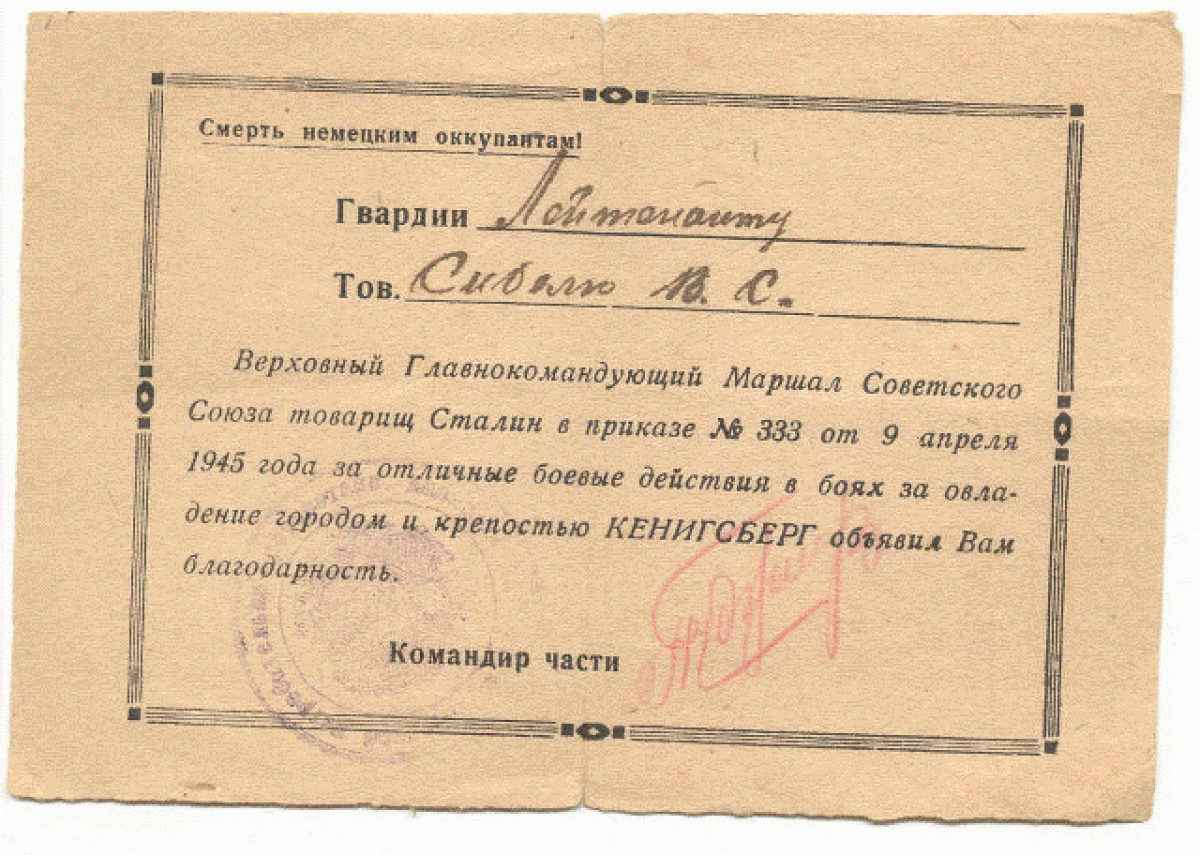 Смерть немецким оккупантам!
Гвардии Лейтенанту
Тов. Сиволю В. С.
Верховный Главнокомандующий Маршал Советского
Союза товарищ Сталин в приказе № 333 от 9 апреля
1945 года за отличные боевые действия в боях за овла-
дение городом и крепостью КЕНИГСБЕРГ объявил Вам
благодарность.
Командир части